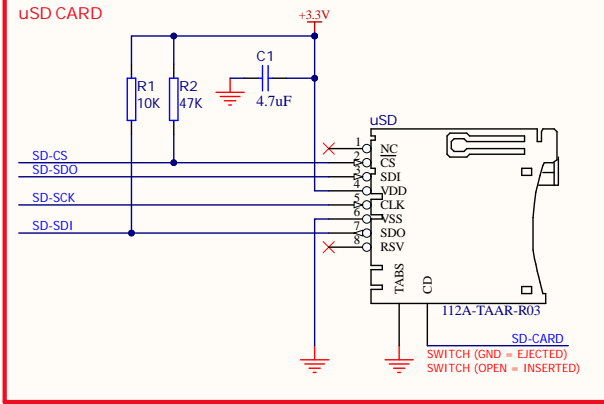 uSD CARD
+3.3V
C1
4.7uF
R1
10K
R2
47K
uSD
SD-CS
SD-SDO
SD-SCK
SD-SDI
1 NC
2 CS
3 SDI
4 VDD
5 CLK
6 VSS
7 SDO
8 RSV
TABS
CD
112A-TAAR-R03
SD-CARD
SWITCH (GND = EJECTED)
SWITCH (OPEN = INSERTED)